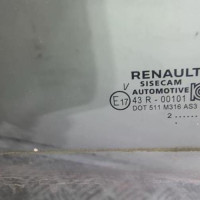 RENAULT
SISECAM
AUTOMOTIVE
V
E17 43 R - 00101
DOT 511 M316 AS3
2.......